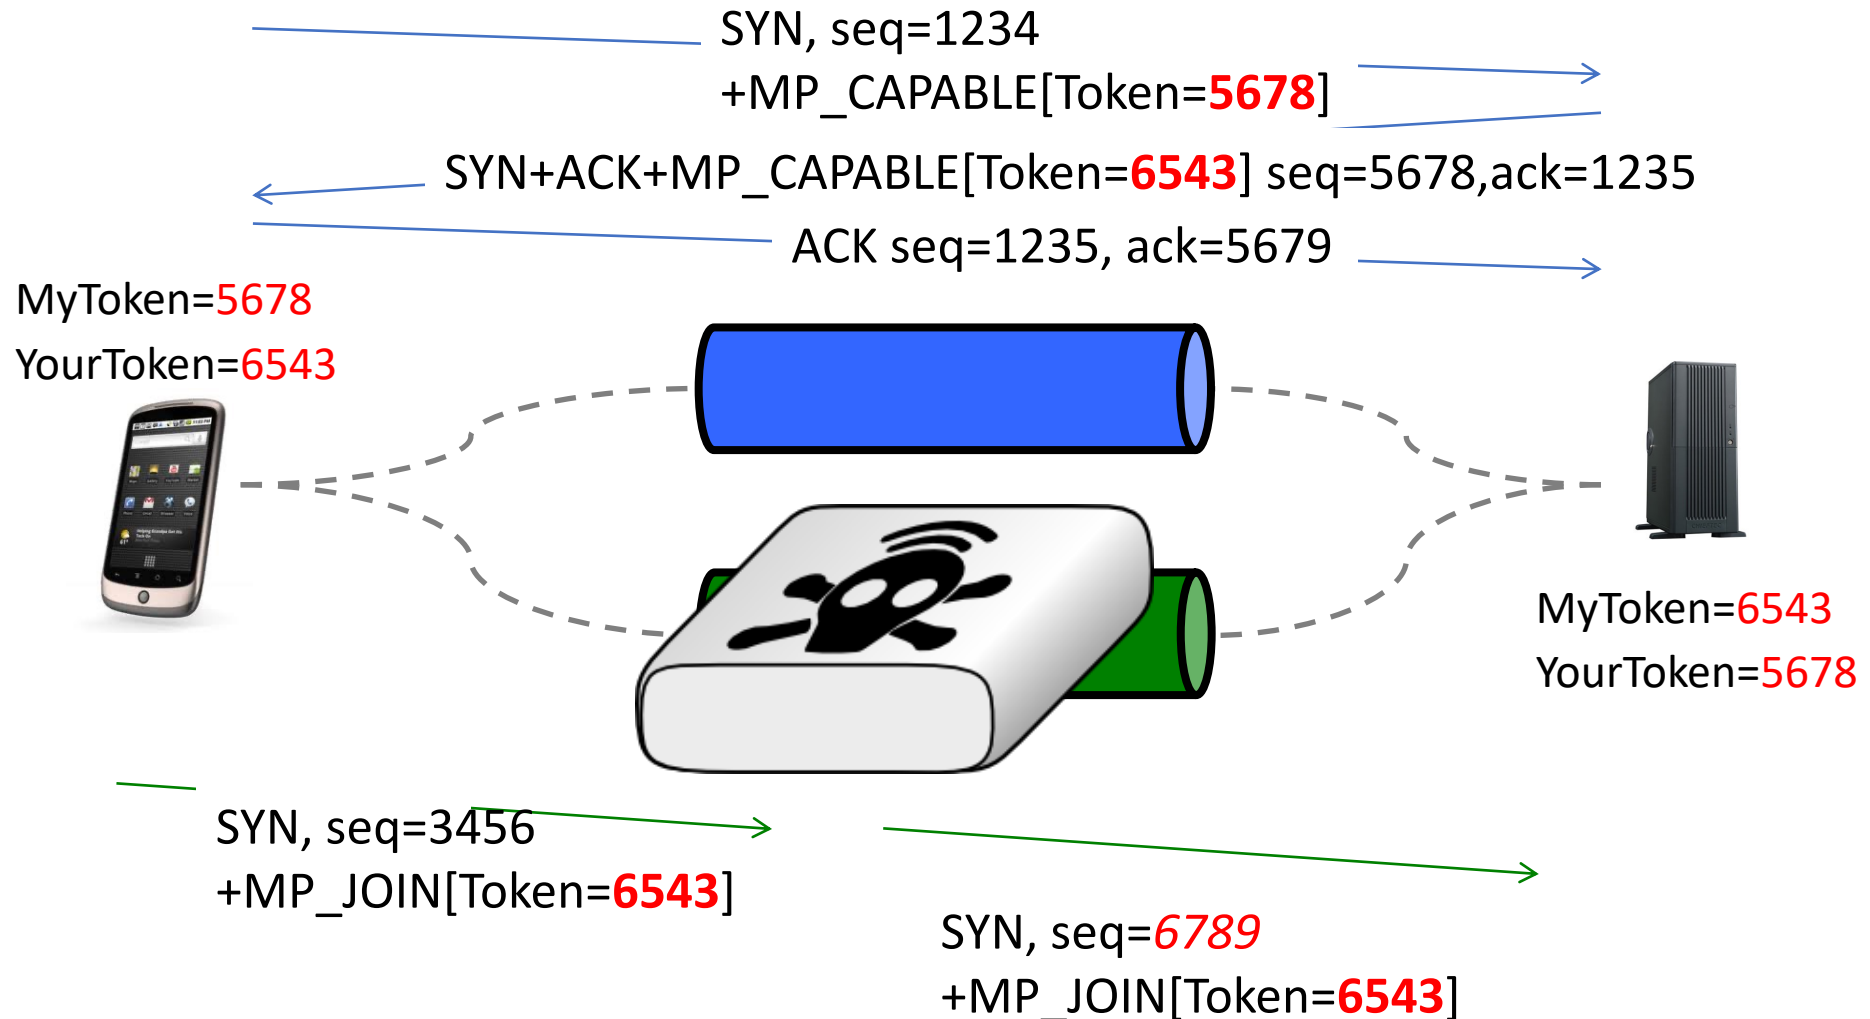 SYN, seq=1234
+MP_CAPABLE[Token=5678]
SYN+ACK+MP_CAPABLE[Token=6543] seq=5678,ack=1235
ACK seq=1235, ack=5679
MyToken=5678
YourToken=6543
MyToken=6543
YourToken=5678
SYN, seq=3456
+MP_JOIN[Token=6543]
SYN, seq=6789
+MP_JOIN[Token=6543]